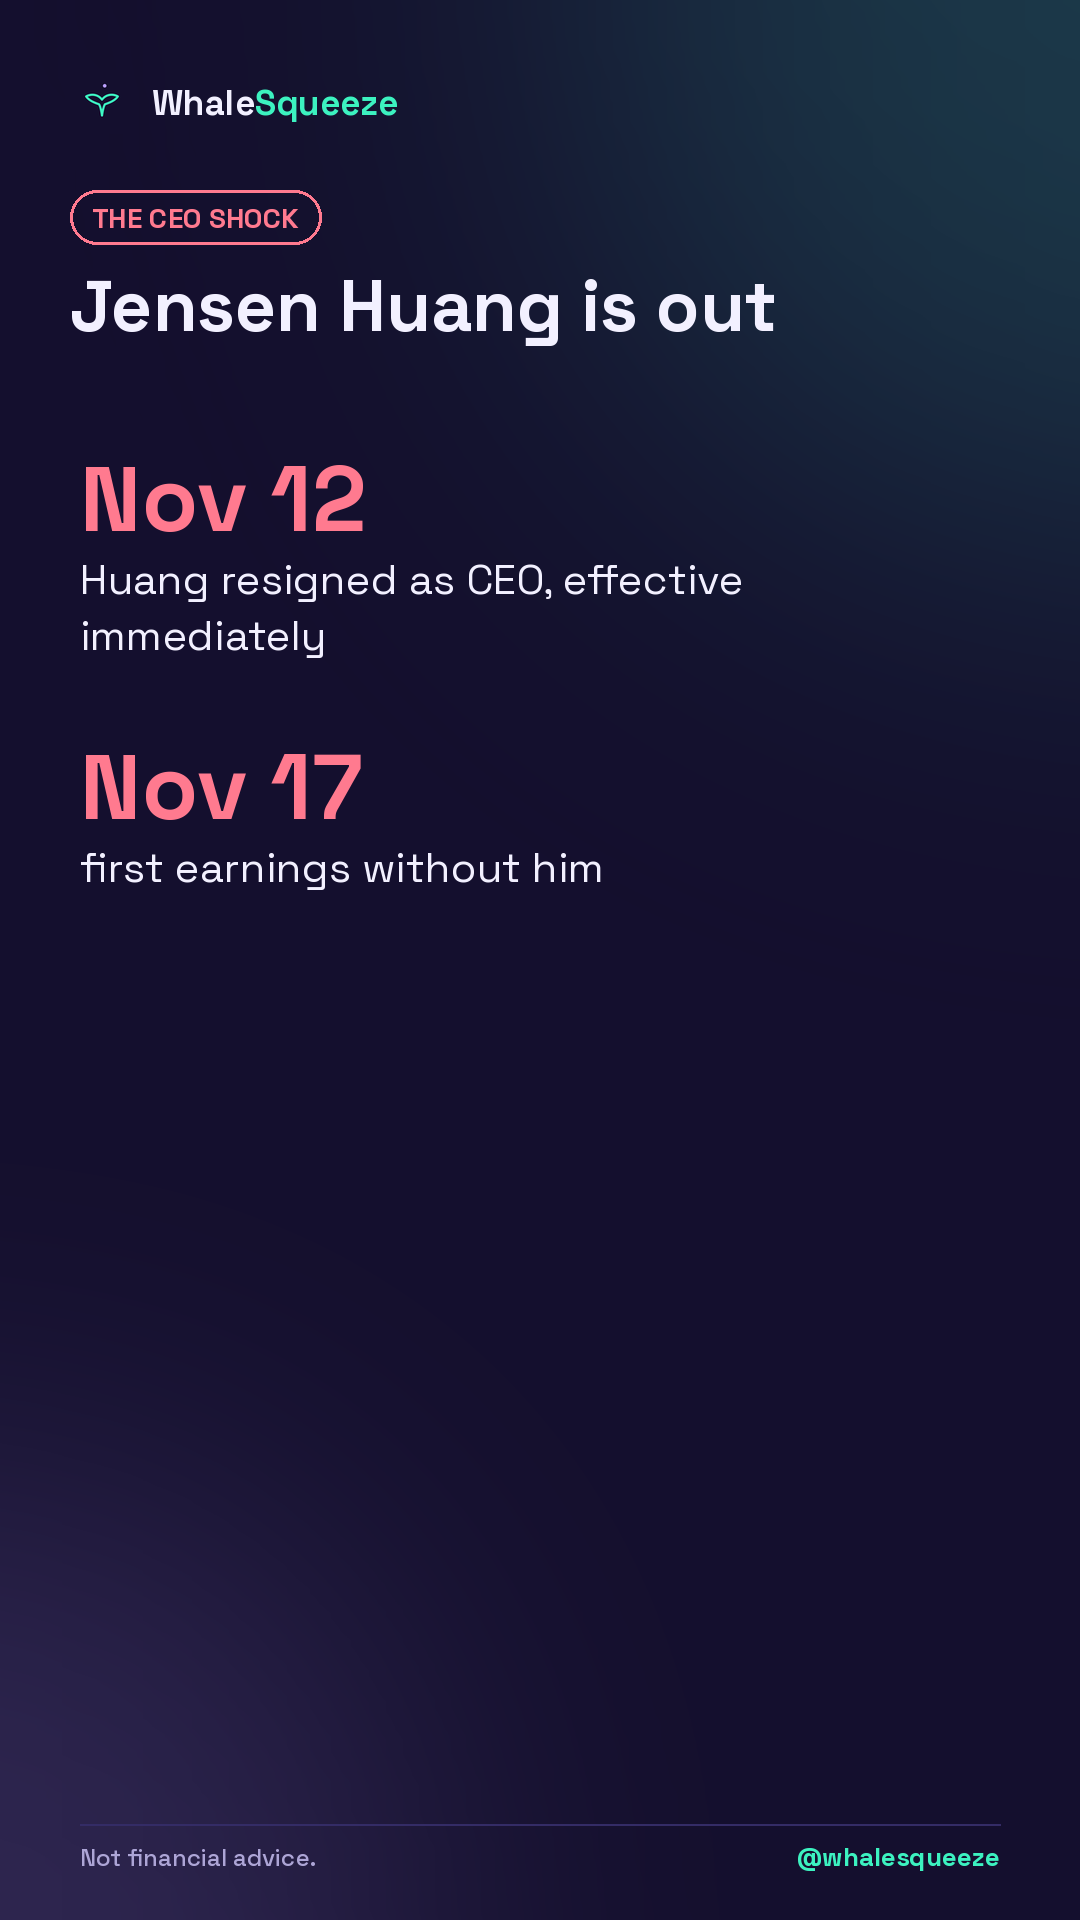 WhaleSqueeze
THE CEO SHOCK
Jensen Huang is out
Nov 12
Huang resigned as CEO, effective
immediately
Nov 17
first earnings without him
Not financial advice.
@whalesqueeze